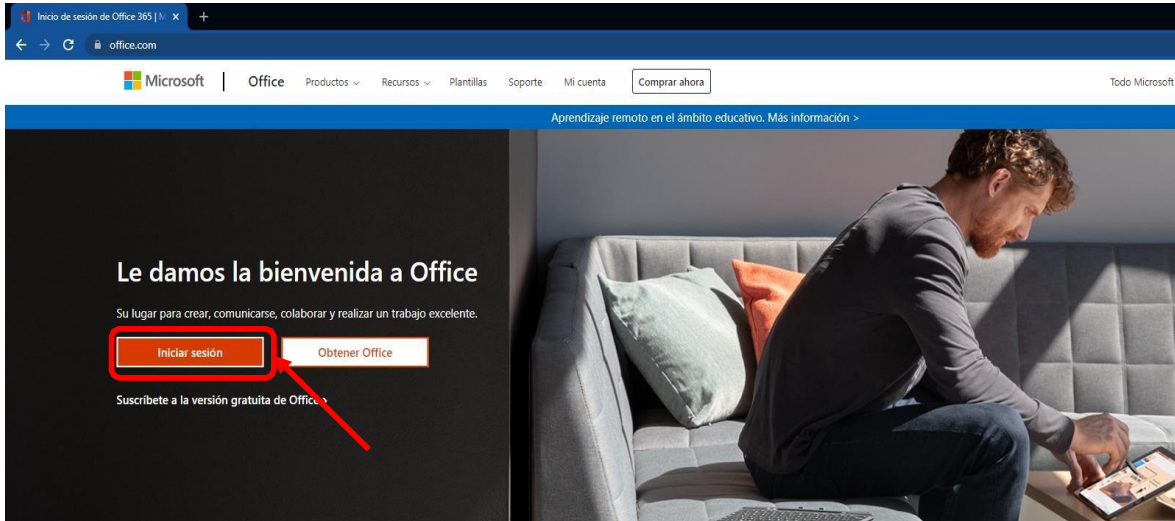 Inicio de sesión de Office 365 | M
office.com
Microsoft Office Productos Recursos Plantillas Soporte Mi cuenta Comprar ahora Todo Microsoft
Aprendizaje remoto en el ámbito educativo. Más información >
Le damos la bienvenida a Office
Su lugar para crear, comunicarse, colaborar y realizar un trabajo excelente.
Iniciar sesión Obtener Office
Suscríbete a la versión gratuita de Office >